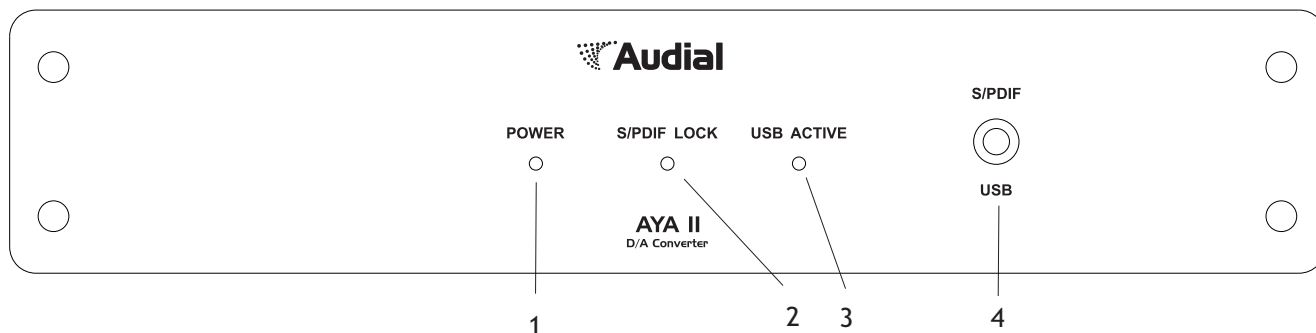 Audial
S/PDIF
POWER
S/PDIF LOCK
USB ACTIVE
USB
AYA II
D/A Converter
1
2
3
4